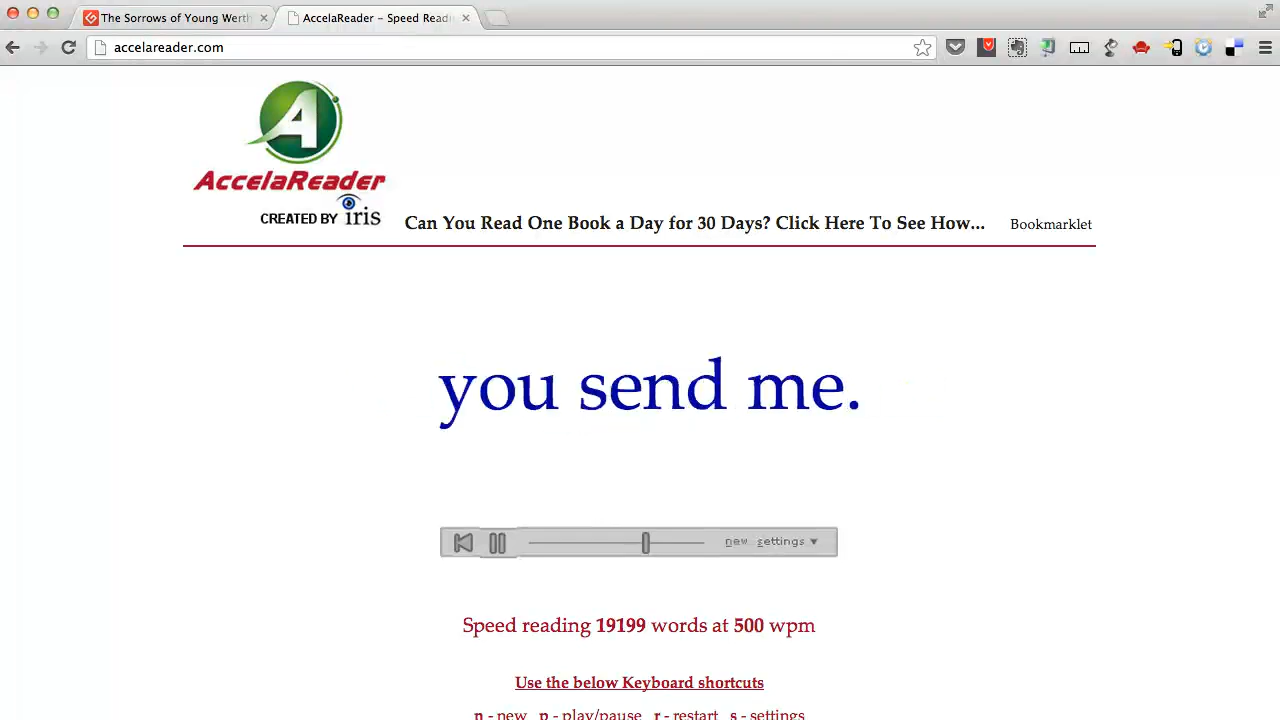 The Sorrows of Young Werth
AccelaReader - Speed Readi
accelareader.com
A
AccelaReader
CREATED BY iris
Can You Read One Book a Day for 30 Days? Click Here To See How...
Bookmarklet
you send me.
new settings ▼
Speed reading 19199 words at 500 wpm
Use the below Keyboard shortcuts
n - new p - play/pause r - restart s - settings